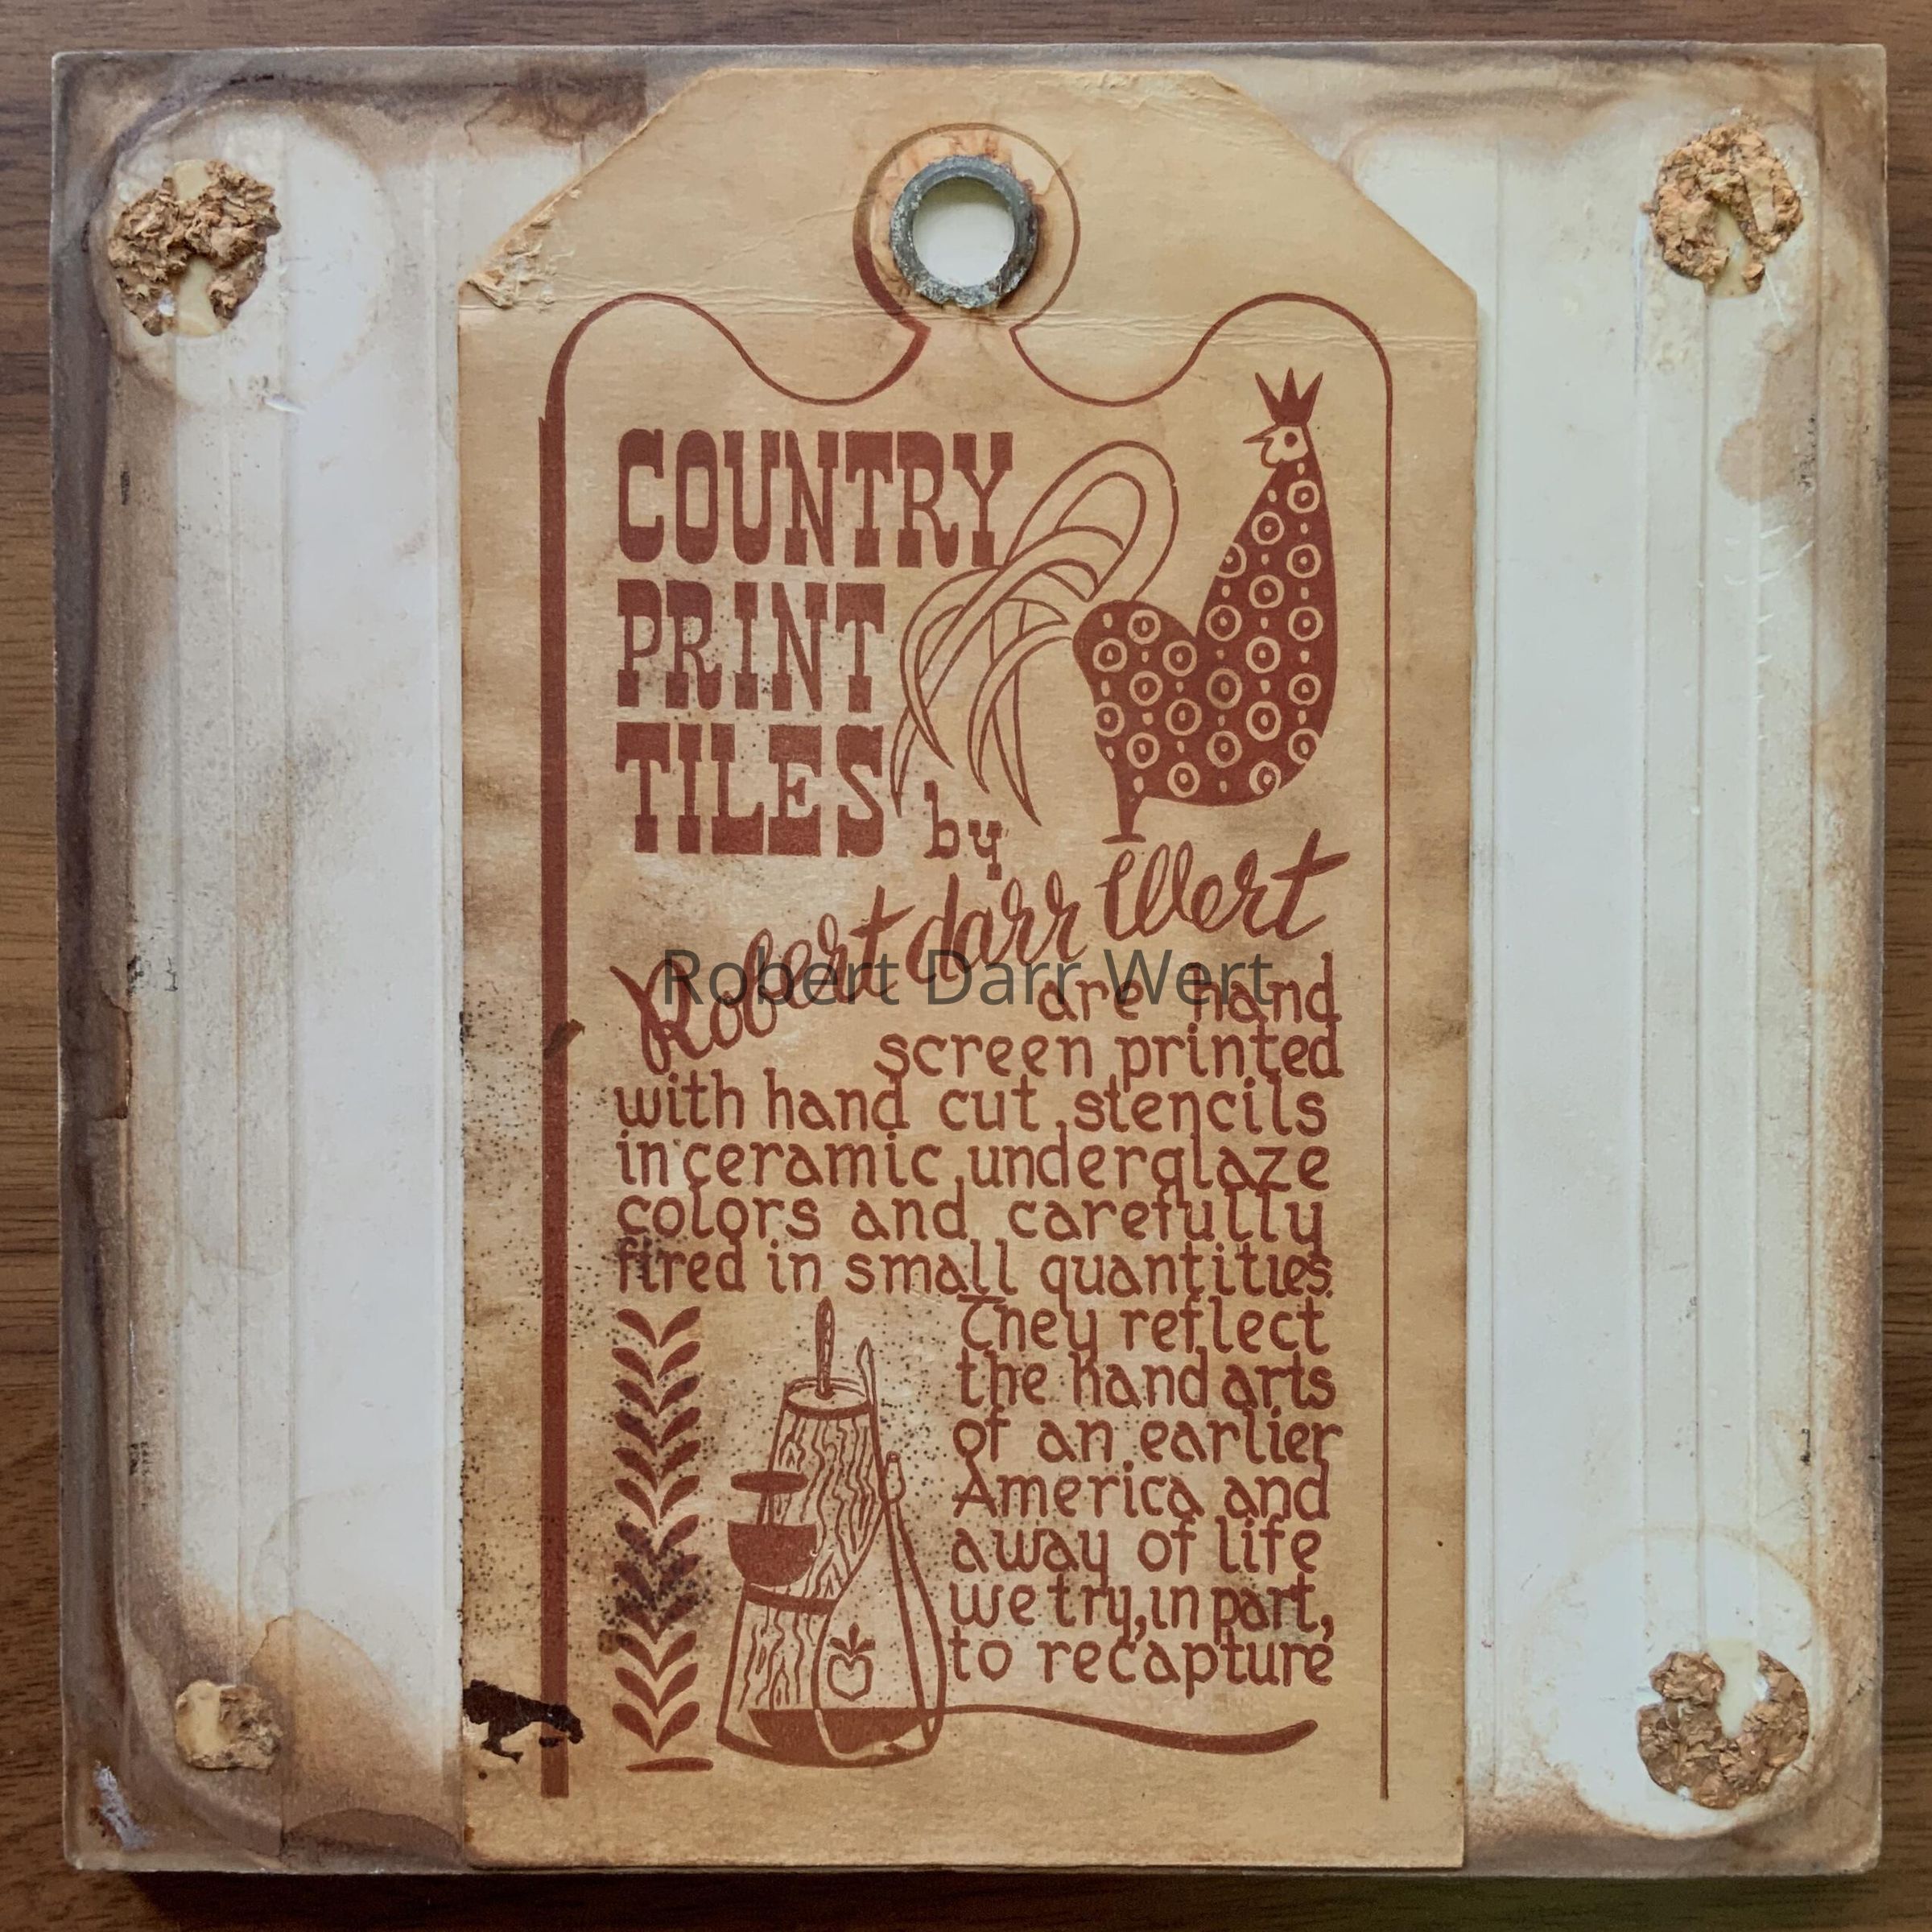 COUNTRY
PRINT
TILES
by
Robert darr Wert
Robert Darr Wert
are hand
screen printed
with hand cut stencils
in ceramic underglaze
colors and carefully
fired in small quantities.
They reflect
the hand arts
of an earlier
America and
away of life
we try, in part,
to recapture